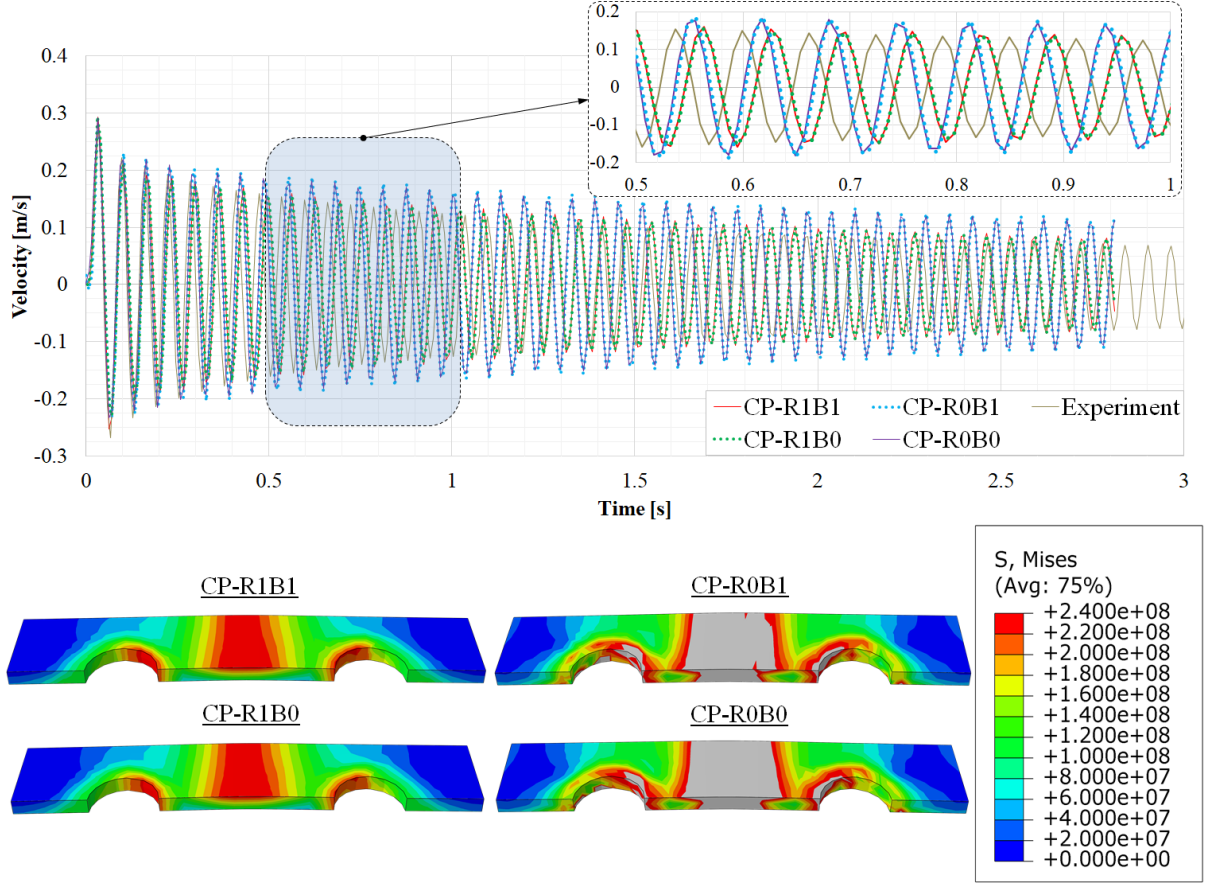 0.2
0.1
0
-0.1
-0.2
0.5 0.6 0.7 0.8 0.9 1
0.4
0.3
0.2
0.1
0
-0.1
-0.2
-0.3
Velocity [m/s]
CP-R1B1 CP-R0B1 Experiment
CP-R1B0 CP-R0B0
0 0.5 1 1.5 2 2.5 3
Time [s]
CP-R1B1 CP-R0B1
CP-R1B0 CP-R0B0
S, Mises
(Avg: 75%)
+2.400e+08
+2.200e+08
+2.000e+08
+1.800e+08
+1.600e+08
+1.400e+08
+1.200e+08
+1.000e+08
+8.000e+07
+6.000e+07
+4.000e+07
+2.000e+07
+0.000e+00